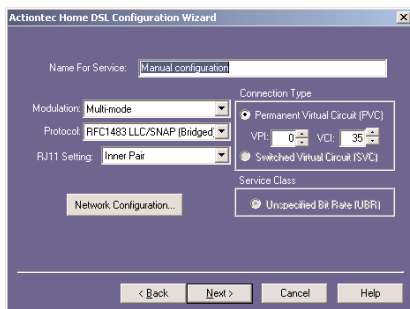 Actiontec Home DSL Configuration Wizard
Name For Service: Manual configuration
Modulation: Multi-mode
Protocol: RFC1483 LLC/SNAP (Bridged)
RJ11 Setting: Inner Pair
Network Configuration...
Connection Type
Permanent Virtual Circuit (PVC)
VPI: 0 VCI: 35
Switched Virtual Circuit (SVC)
Service Class
Unspecified Bit Rate (UBR)
< Back
Next >
Cancel
Help